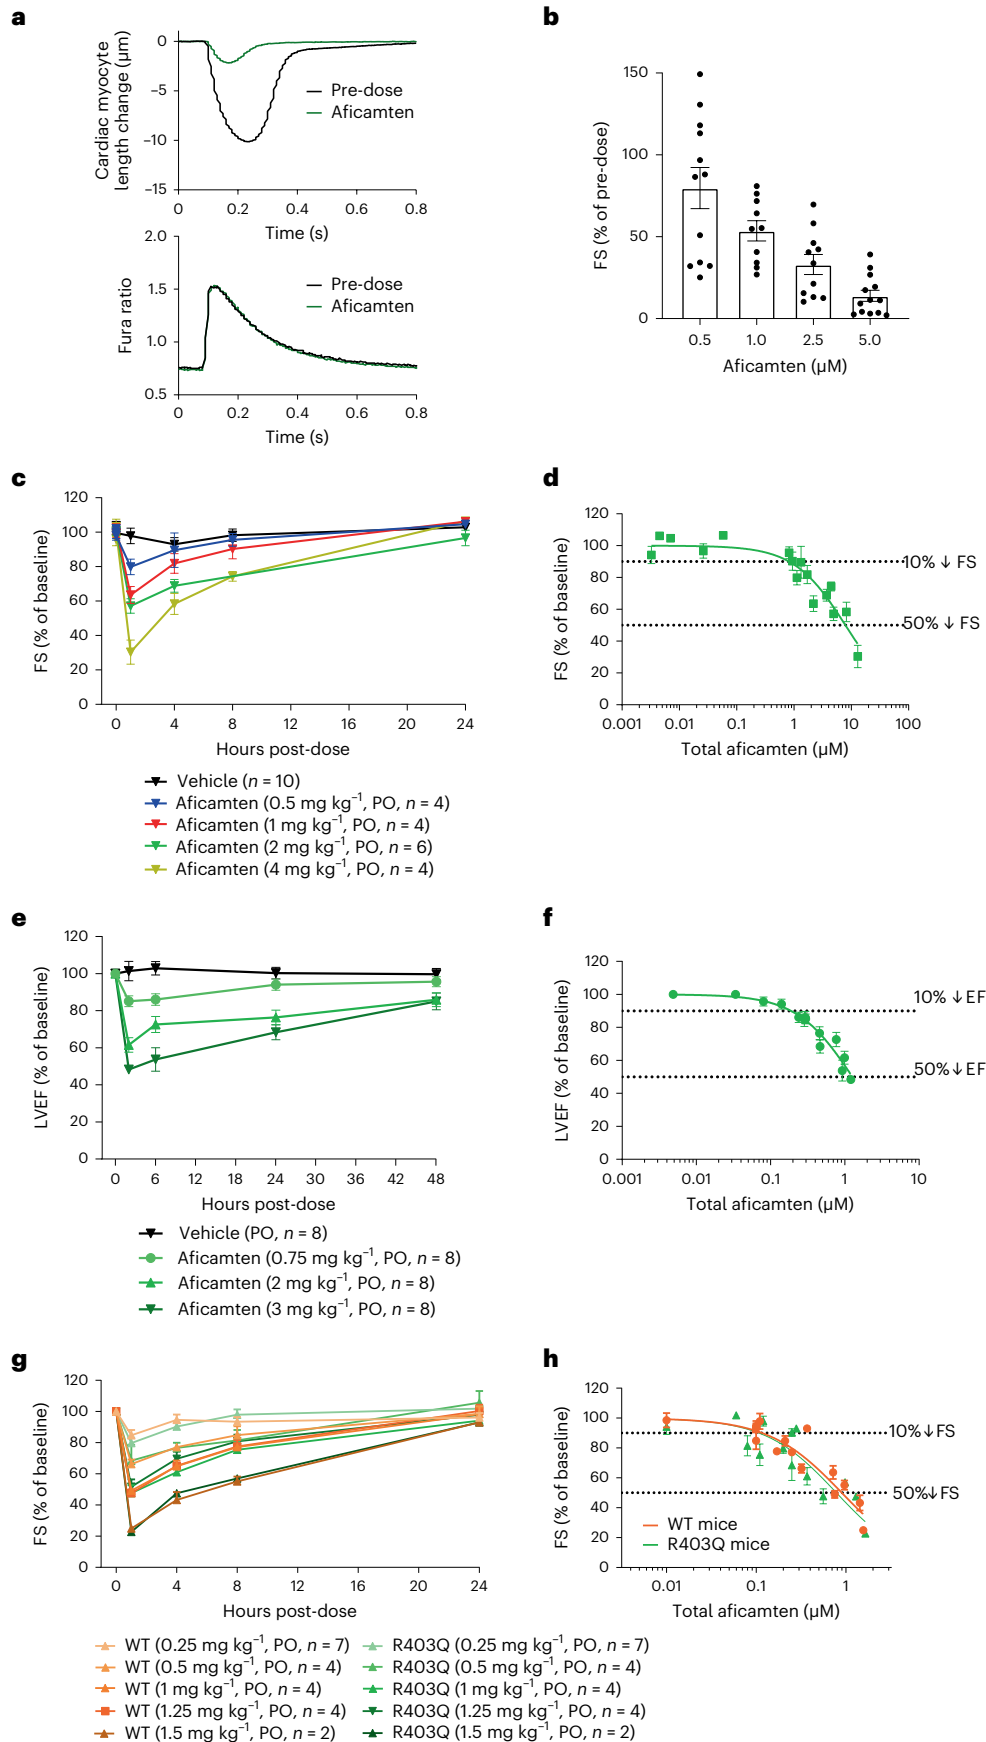 a
Cardiac myocyte
length change (µm)
0
–5
–10
–15
Pre-dose
Aficamten
0 0.2 0.4 0.6 0.8
Time (s)
Fura ratio
2.0
1.5
1.0
0.5
Pre-dose
Aficamten
0 0.2 0.4 0.6 0.8
Time (s)
b
FS (% of pre-dose)
150
100
50
0
0.5 1.0 2.5 5.0
Aficamten (µM)
c
FS (% of baseline)
120
100
80
60
40
20
0
0 4 8 12 16 20 24
Hours post-dose
Vehicle (n = 10)
Aficamten (0.5 mg kg⁻¹, PO, n = 4)
Aficamten (1 mg kg⁻¹, PO, n = 4)
Aficamten (2 mg kg⁻¹, PO, n = 6)
Aficamten (4 mg kg⁻¹, PO, n = 4)
d
FS (% of baseline)
120
100
80
60
40
20
0
10% ↓ FS
50% ↓ FS
0.001 0.01 0.1 1 10 100
Total aficamten (µM)
e
LVEF (% of baseline)
120
100
80
60
40
20
0
0 6 12 18 24 30 36 42 48
Hours post-dose
Vehicle (PO, n = 8)
Aficamten (0.75 mg kg⁻¹, PO, n = 8)
Aficamten (2 mg kg⁻¹, PO, n = 8)
Aficamten (3 mg kg⁻¹, PO, n = 8)
f
LVEF (% of baseline)
120
100
80
60
40
20
0
10% ↓EF
50% ↓EF
0.001 0.01 0.1 1 10
Total aficamten (µM)
g
FS (% of baseline)
120
100
80
60
40
20
0
0 4 8 12 16 20 24
Hours post-dose
WT (0.25 mg kg⁻¹, PO, n = 7)
WT (0.5 mg kg⁻¹, PO, n = 4)
WT (1 mg kg⁻¹, PO, n = 4)
WT (1.25 mg kg⁻¹, PO, n = 4)
WT (1.5 mg kg⁻¹, PO, n = 2)
R403Q (0.25 mg kg⁻¹, PO, n = 7)
R403Q (0.5 mg kg⁻¹, PO, n = 4)
R403Q (1 mg kg⁻¹, PO, n = 4)
R403Q (1.25 mg kg⁻¹, PO, n = 4)
R403Q (1.5 mg kg⁻¹, PO, n = 2)
h
FS (% of baseline)
120
100
80
60
40
20
0
10%↓FS
50%↓FS
WT mice
R403Q mice
0.01 0.1 1
Total aficamten (µM)